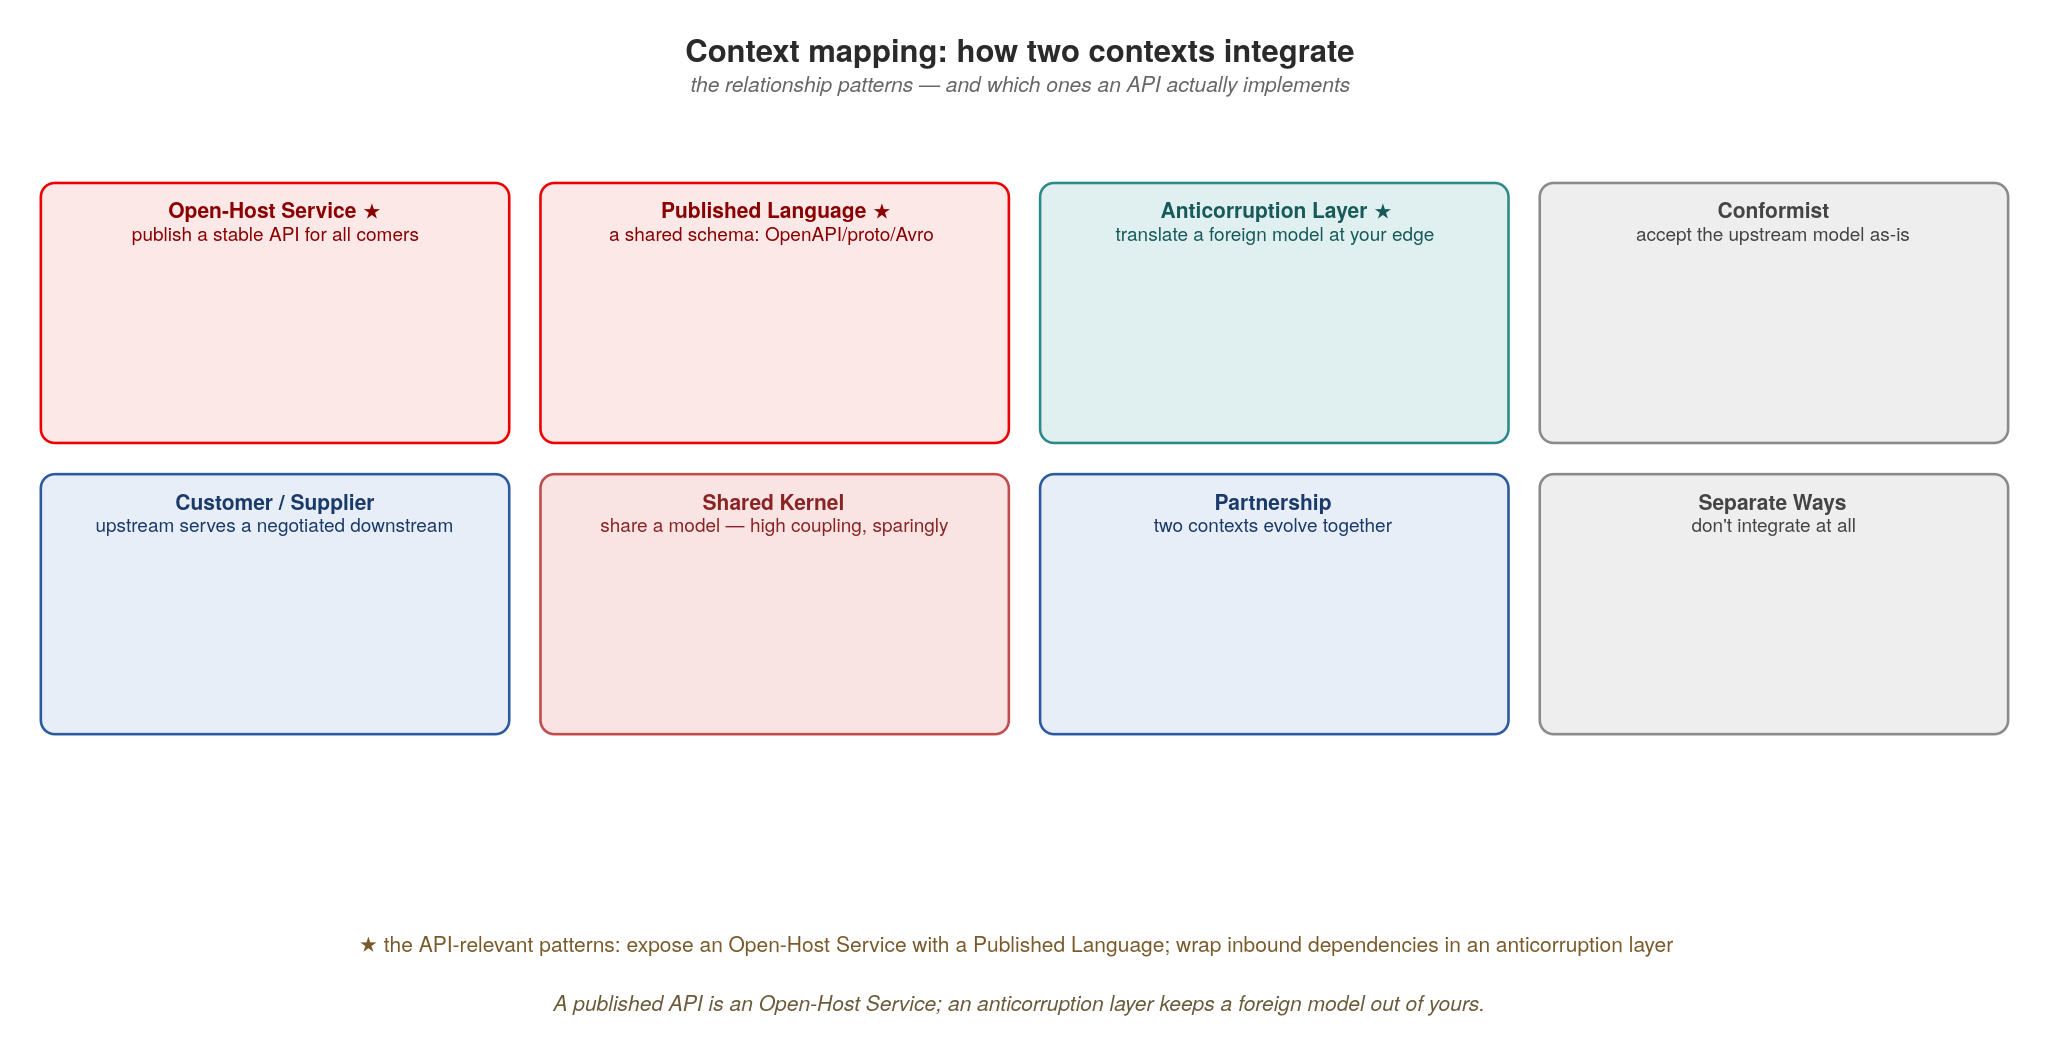 Context mapping: how two contexts integrate
the relationship patterns — and which ones an API actually implements
Open-Host Service ★
publish a stable API for all comers
Published Language ★
a shared schema: OpenAPI/proto/Avro
Anticorruption Layer ★
translate a foreign model at your edge
Conformist
accept the upstream model as-is
Customer / Supplier
upstream serves a negotiated downstream
Shared Kernel
share a model — high coupling, sparingly
Partnership
two contexts evolve together
Separate Ways
don't integrate at all
★ the API-relevant patterns: expose an Open-Host Service with a Published Language; wrap inbound dependencies in an anticorruption layer
A published API is an Open-Host Service; an anticorruption layer keeps a foreign model out of yours.